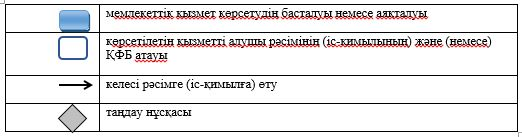 мемлекеттік қызмет көрсетудің басталуы немесе аяқталуы
көрсетілетін қызметті алушы рәсімінің (іс-қимылының) және (немесе)
ҚФБ атауы
келесі рәсімге (іс-қимылға) өту
таңдау нұсқасы